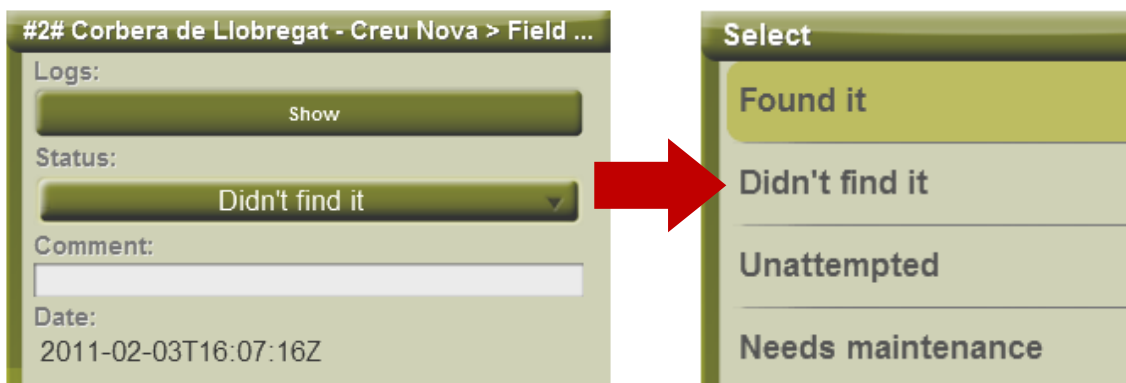 #2# Corbera de Llobregat - Creu Nova > Field ...
Logs:
Show
Status:
Didn't find it
Comment:
Date:
2011-02-03T16:07:16Z
Select
Found it
Didn't find it
Unattempted
Needs maintenance